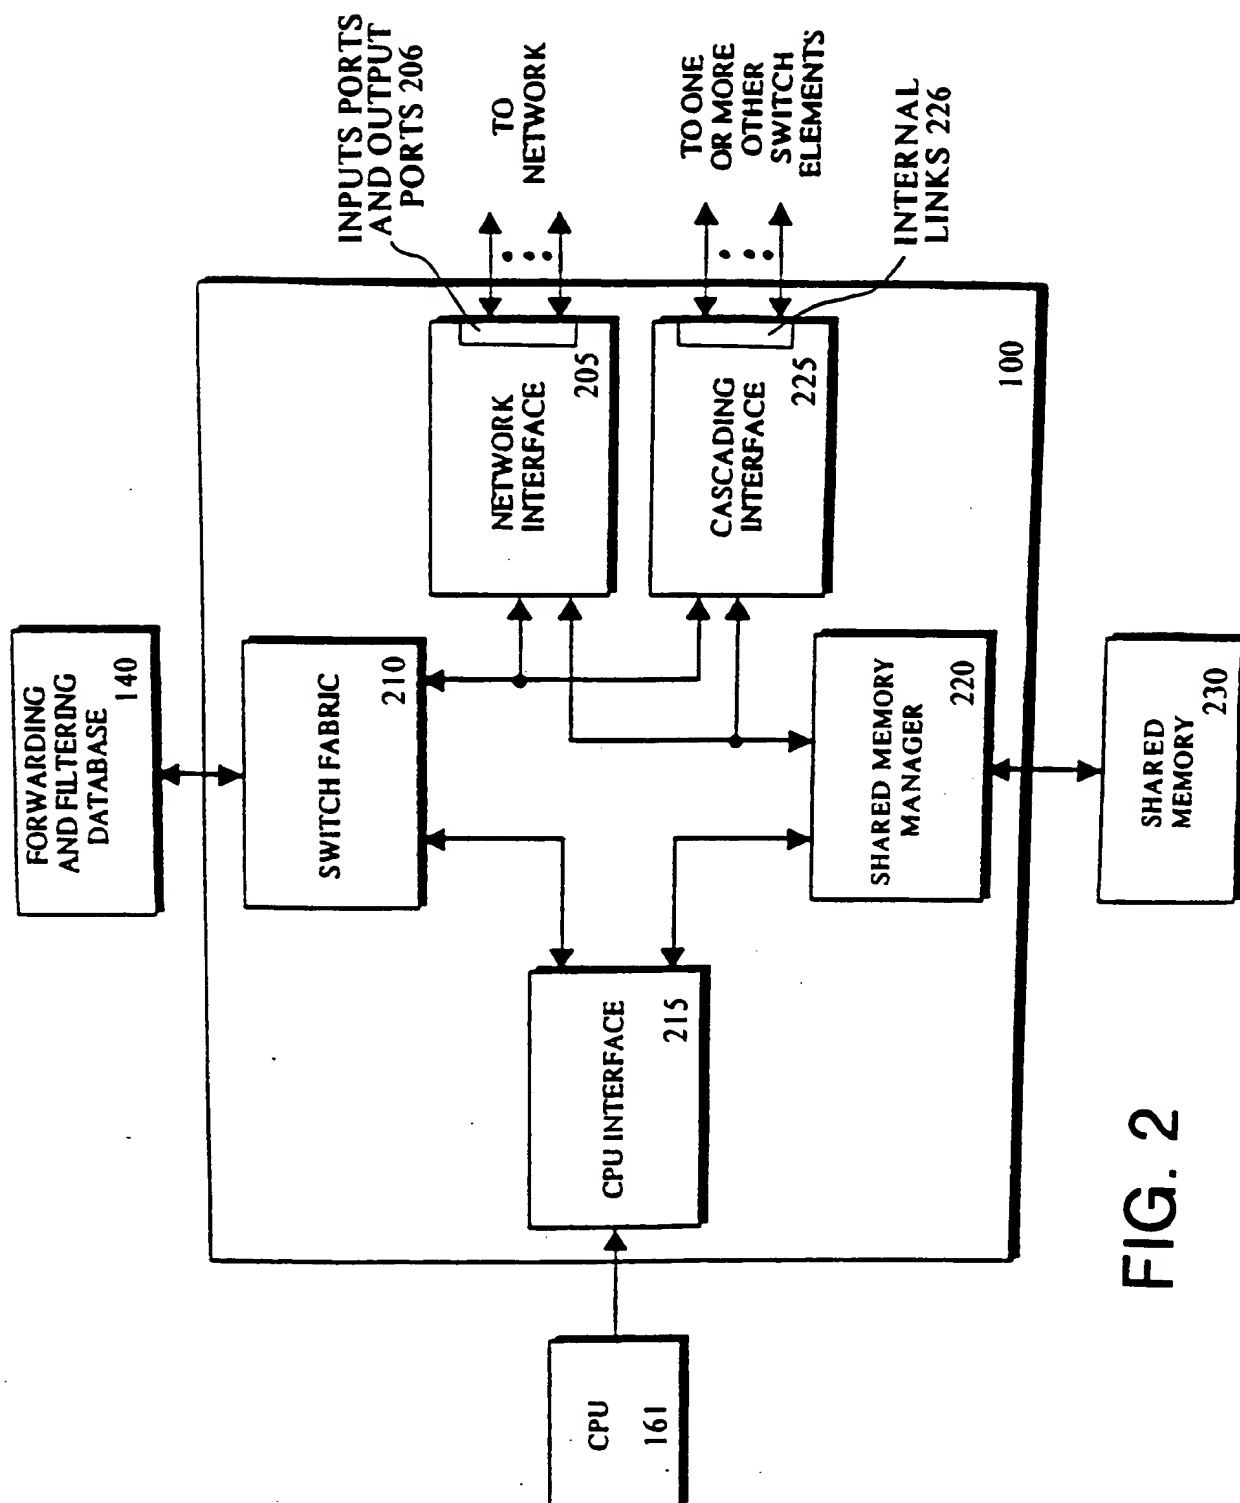 FORWARDING
AND FILTERING
DATABASE
140
SWITCH FABRIC
210
CPU
161
CPU INTERFACE
215
NETWORK
INTERFACE
205
CASCADING
INTERFACE
225
INPUTS PORTS
AND OUTPUT
PORTS 206
TO
NETWORK
TO ONE
OR MORE
OTHER
SWITCH
ELEMENTS
INTERNAL
LINKS 226
SHARED MEMORY
MANAGER
220
100
SHARED
MEMORY
230
FIG. 2